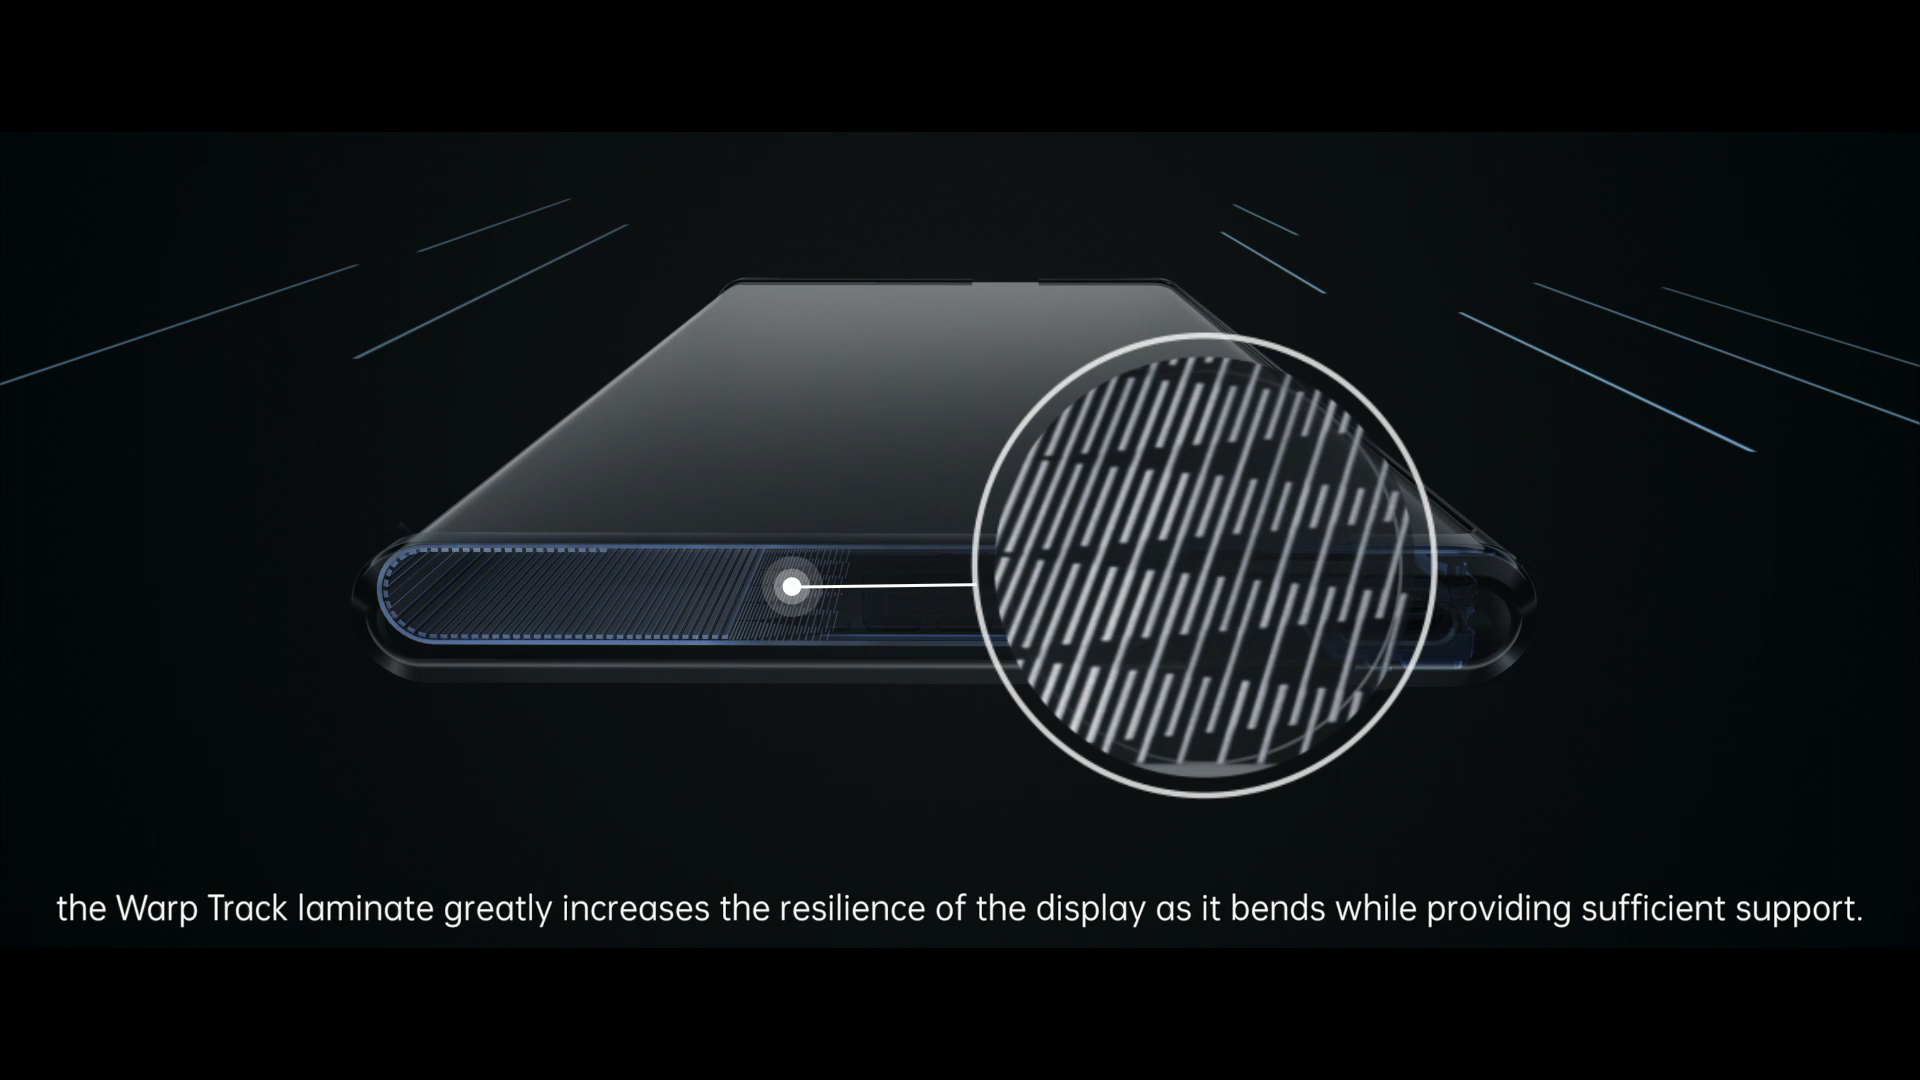 the Warp Track laminate greatly increases the resilience of the display as it bends while providing sufficient support.